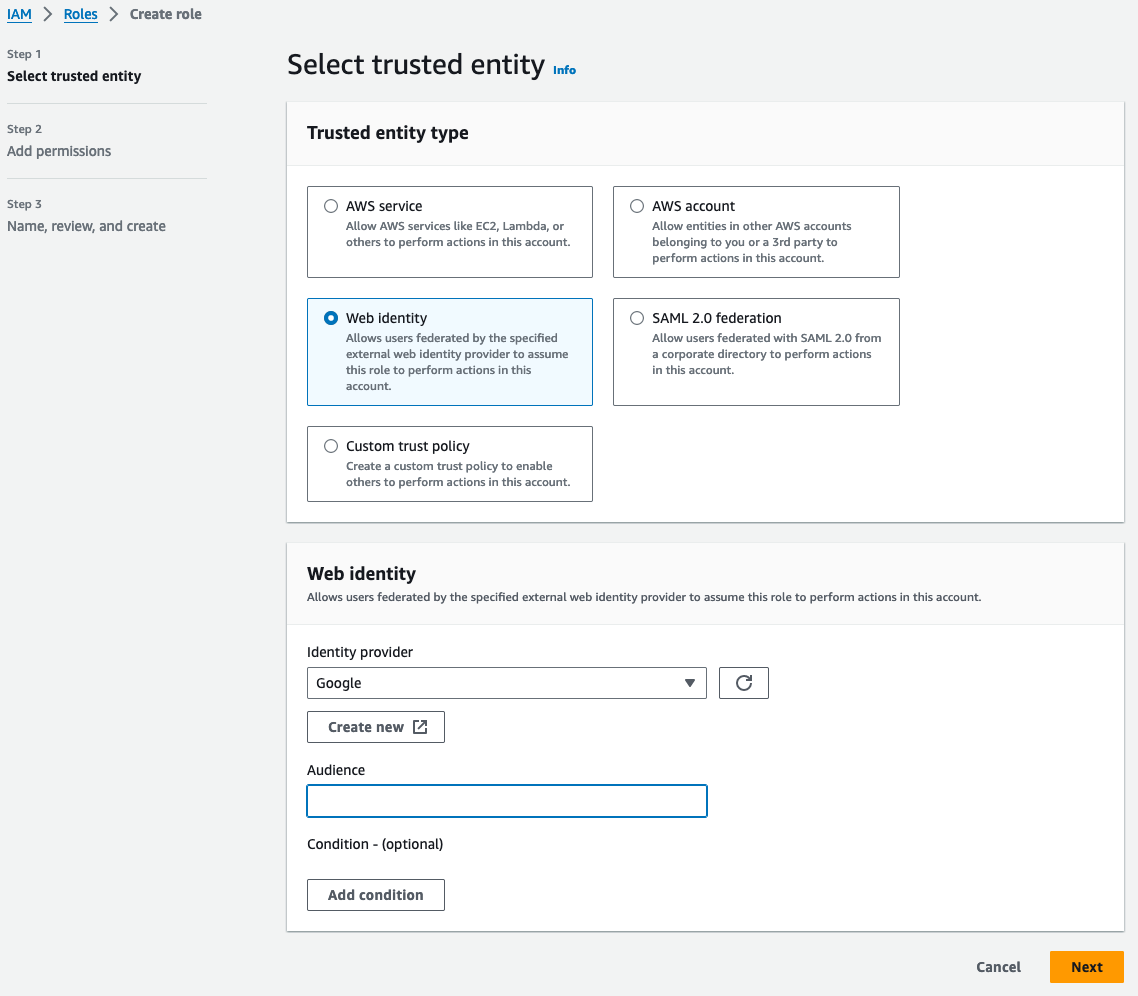 IAM > Roles > Create role
Step 1
Select trusted entity
Step 2
Add permissions
Step 3
Name, review, and create
Select trusted entity Info
Trusted entity type
AWS service
Allow AWS services like EC2, Lambda, or
others to perform actions in this account.
AWS account
Allow entities in other AWS accounts
belonging to you or a 3rd party to
perform actions in this account.
Web identity
Allows users federated by the specified
external web identity provider to assume
this role to perform actions in this
account.
SAML 2.0 federation
Allow users federated with SAML 2.0 from
a corporate directory to perform actions
in this account.
Custom trust policy
Create a custom trust policy to enable
others to perform actions in this account.
Web identity
Allows users federated by the specified external web identity provider to assume this role to perform actions in this account.
Identity provider
Google
Create new
Audience
Condition - (optional)
Add condition
Cancel
Next